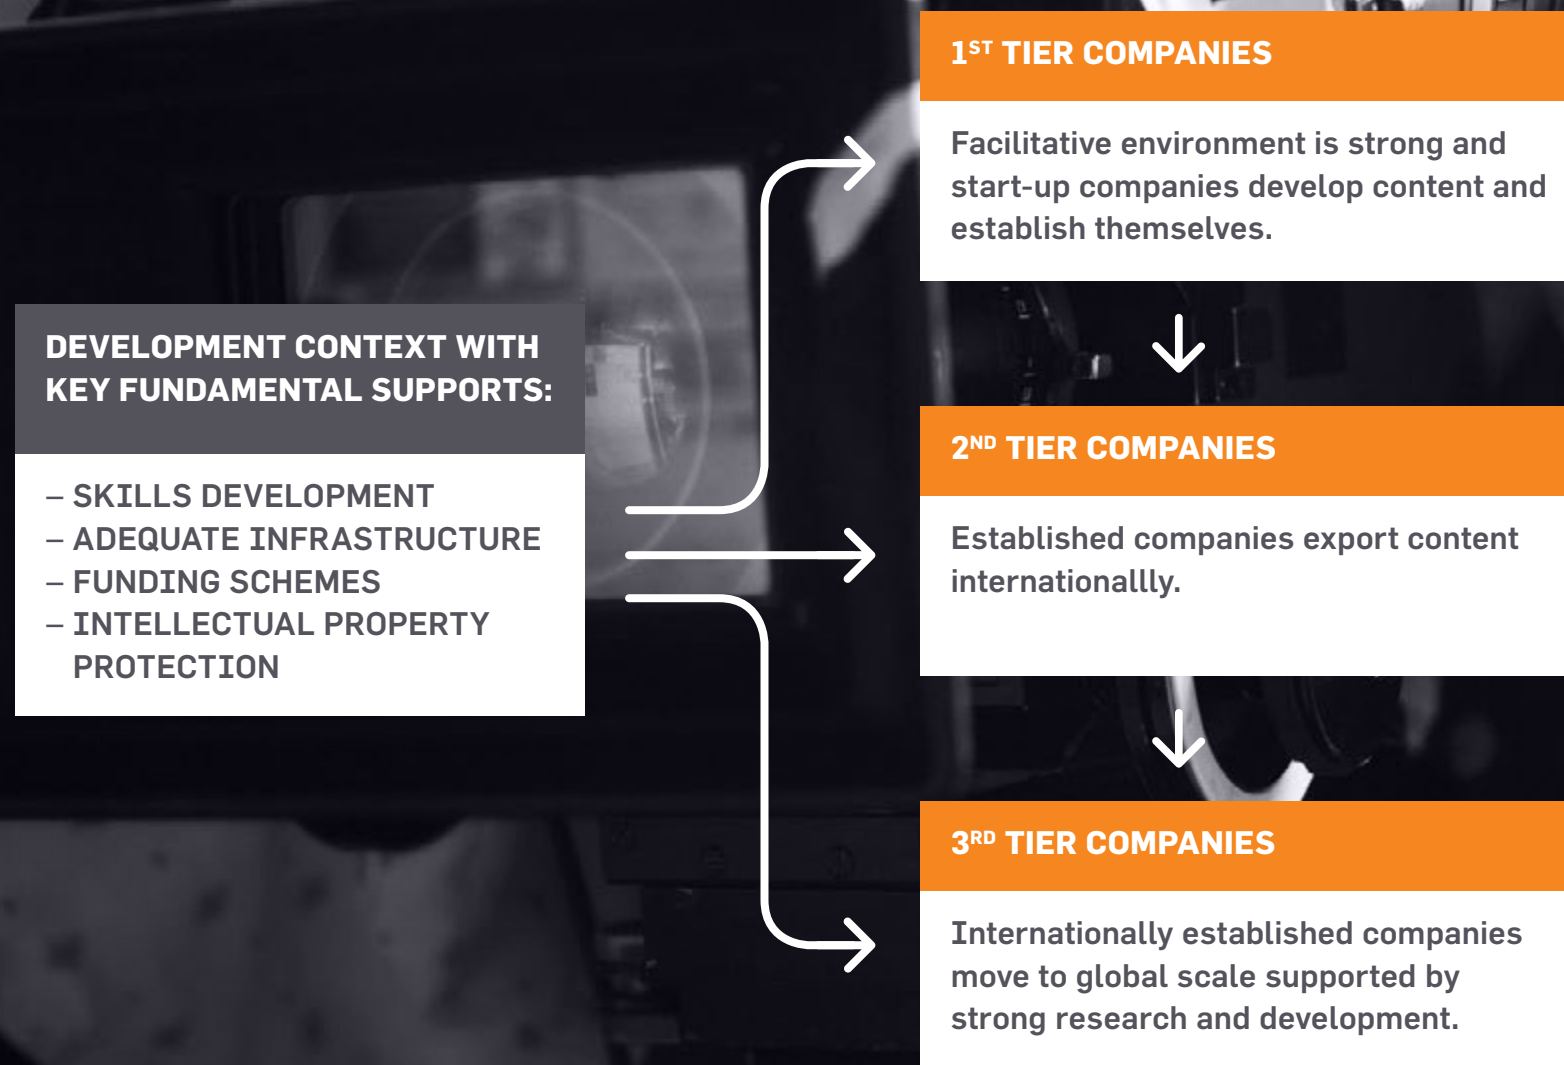 DEVELOPMENT CONTEXT WITH
KEY FUNDAMENTAL SUPPORTS:
– SKILLS DEVELOPMENT
– ADEQUATE INFRASTRUCTURE
– FUNDING SCHEMES
– INTELLECTUAL PROPERTY
PROTECTION
1ST TIER COMPANIES
Facilitative environment is strong and
start-up companies develop content and
establish themselves.
2ND TIER COMPANIES
Established companies export content
internationallly.
3RD TIER COMPANIES
Internationally established companies
move to global scale supported by
strong research and development.